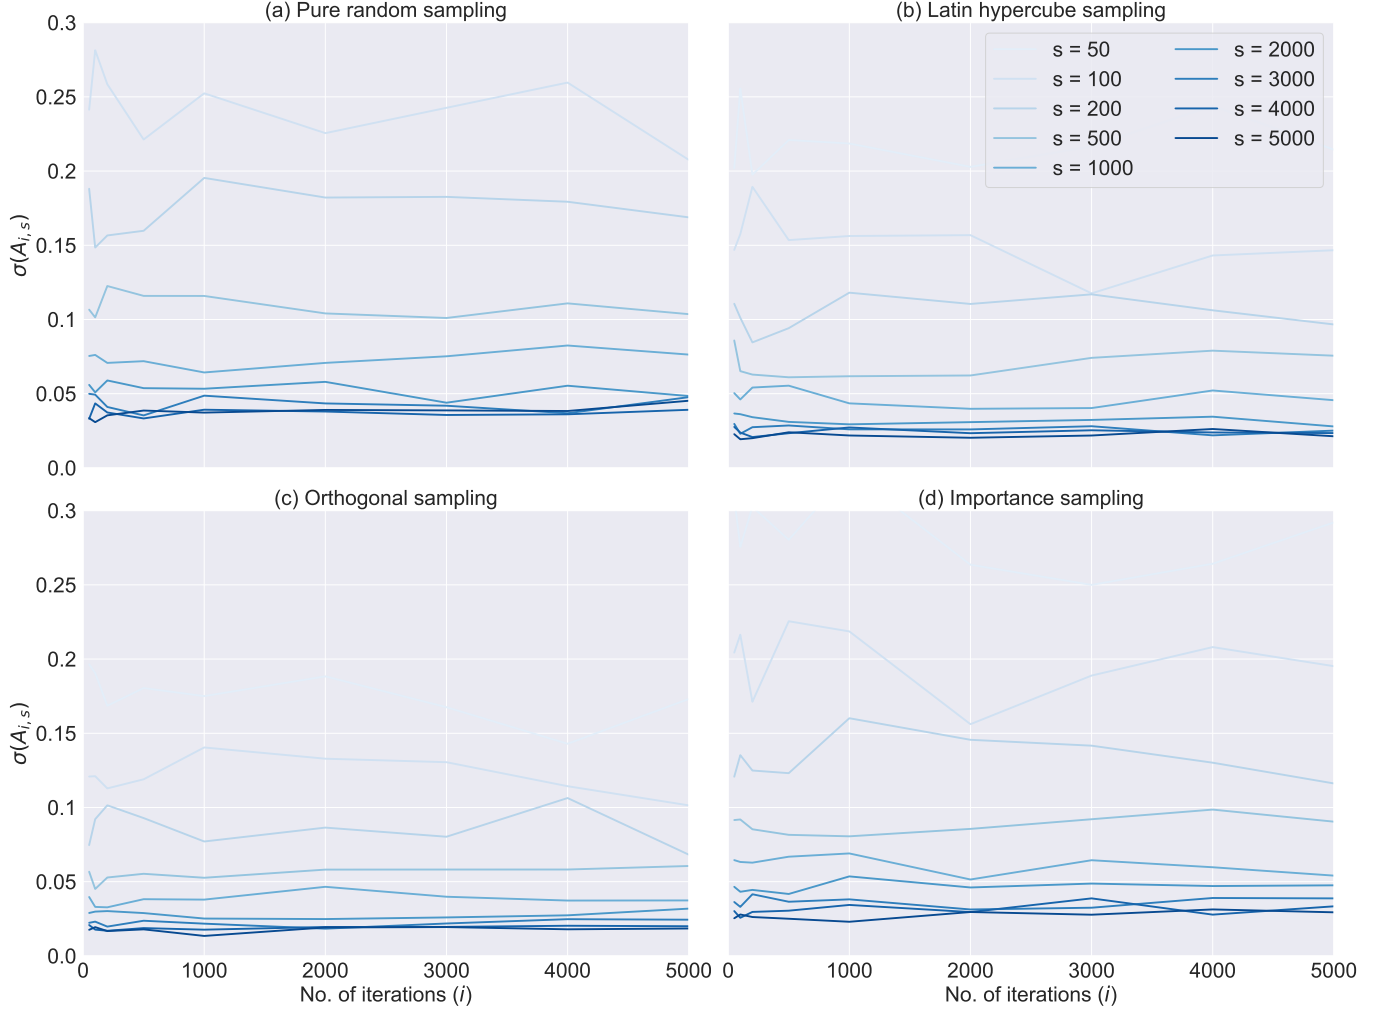 (a) Pure random sampling
0.3
0.25
0.2
0.15
0.1
0.05
0.0
σ(A_{i,s})
(b) Latin hypercube sampling
s = 50
s = 100
s = 200
s = 500
s = 1000
s = 2000
s = 3000
s = 4000
s = 5000
(c) Orthogonal sampling
0.3
0.25
0.2
0.15
0.1
0.05
0.0
σ(A_{i,s})
0 1000 2000 3000 4000 5000
No. of iterations (i)
(d) Importance sampling
0 1000 2000 3000 4000 5000
No. of iterations (i)